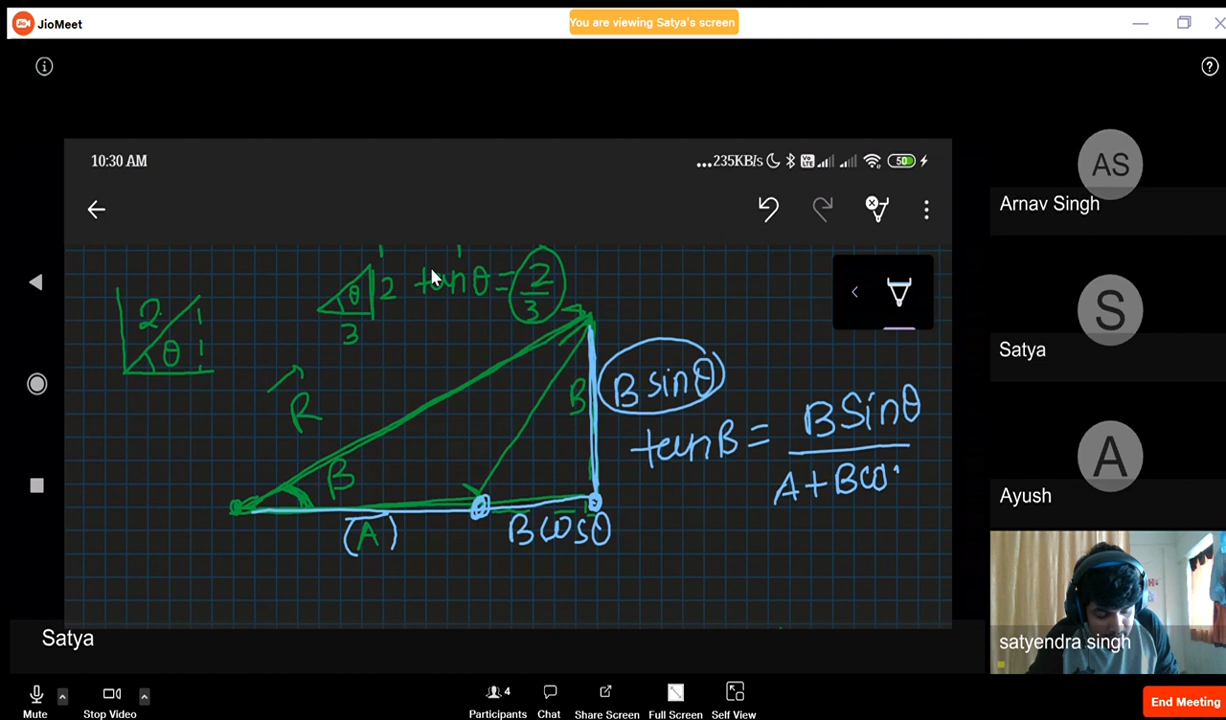 JioMeet
You are viewing Satya's screen
10:30 AM
...235KB/s
50
2
θ
θ
2
3
tanθ = 2/3
R
β
B
B sinθ
(A)
B cosθ
tanβ = B Sinθ / A + B co
AS
Arnav Singh
S
Satya
A
Ayush
satyendra singh
Satya
Mute
Stop Video
4
Participants
Chat
Share Screen
Full Screen
Self View
End Meeting